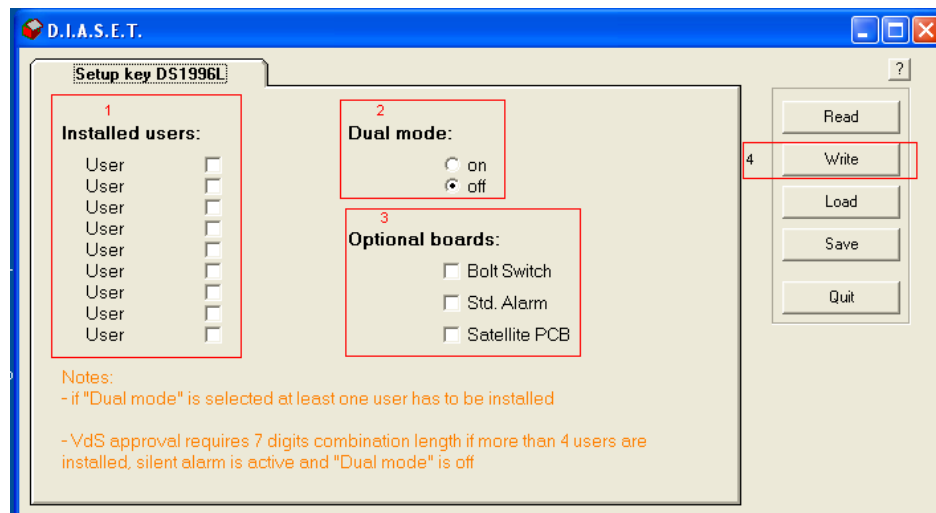 D.I.A.S.E.T.
Setup key DS1996L
?
1
Installed users:
User
User
User
User
User
User
User
User
User
2
Dual mode:
on
off
3
Optional boards:
Bolt Switch
Std. Alarm
Satellite PCB
Notes:
- if "Dual mode" is selected at least one user has to be installed
- VdS approval requires 7 digits combination length if more than 4 users are
installed, silent alarm is active and "Dual mode" is off
Read
4 Write
Load
Save
Quit